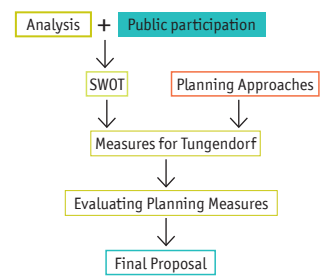 Analysis + Public participation
SWOT Planning Approaches
Measures for Tungendorf
Evaluating Planning Measures
Final Proposal